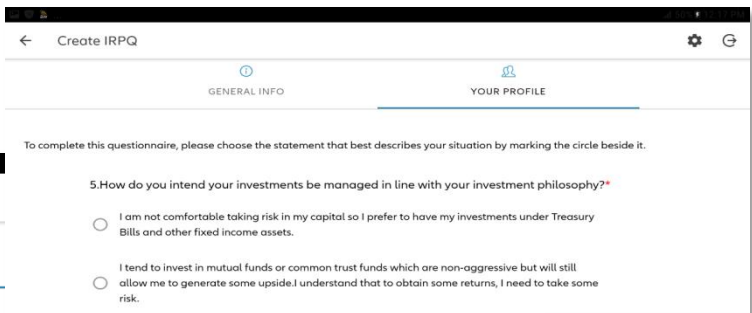 Create IRPQ
GENERAL INFO
YOUR PROFILE
To complete this questionnaire, please choose the statement that best describes your situation by marking the circle beside it.
5.How do you intend your investments be managed in line with your investment philosophy?*
I am not comfortable taking risk in my capital so I prefer to have my investments under Treasury
Bills and other fixed income assets.
I tend to invest in mutual funds or common trust funds which are non-aggressive but will still
allow me to generate some upside.I understand that to obtain some returns, I need to take some
risk.